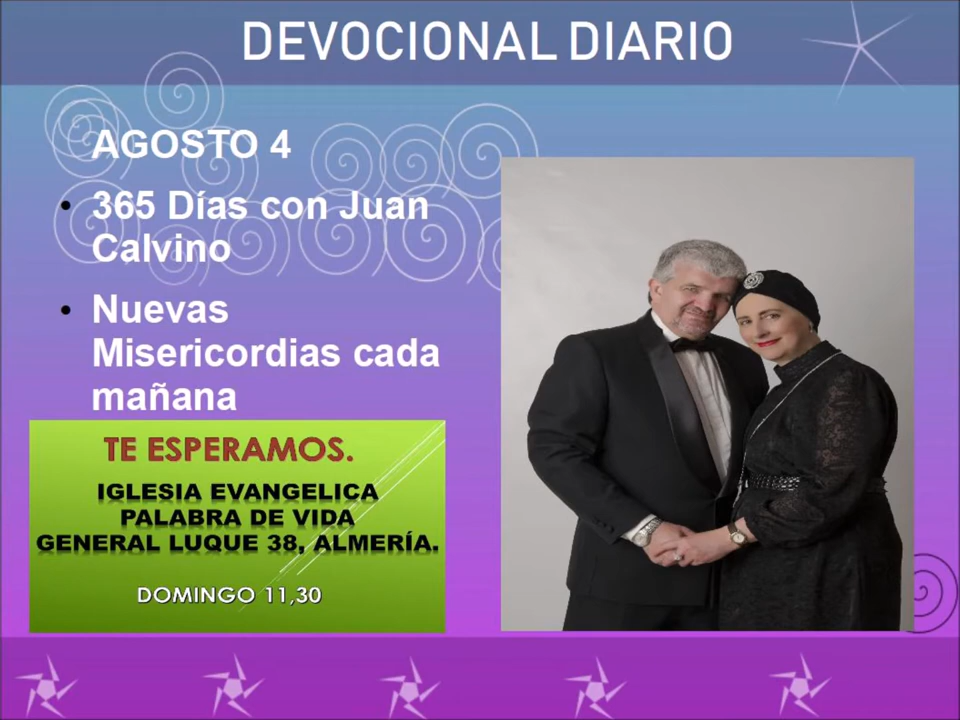 DEVOCIONAL DIARIO
AGOSTO 4
• 365 Días con Juan
Calvino
• Nuevas
Misericordias cada
mañana
TE ESPERAMOS.
IGLESIA EVANGELICA
PALABRA DE VIDA
GENERAL LUQUE 38, ALMERÍA.
DOMINGO 11,30